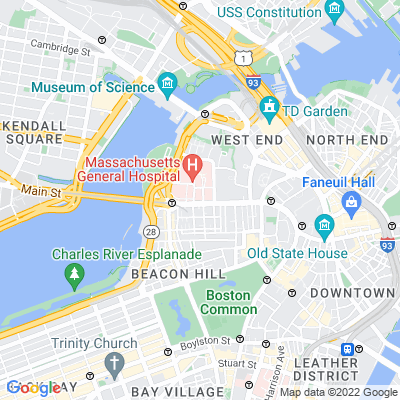 USS Constitution
Cambridge St
1
93
Museum of Science
TD Garden
KENDALL
SQUARE
WEST END
NORTH END
Massachusetts
General Hospital
H
Faneuil Hall
Main St
28
Old State House
93
Charles River Esplanade
BEACON HILL
Boston
Common
DOWNTOWN
Trinity Church
Boylston St
Stuart St
Harrison Ave
LEATHER
DISTRICT
BACK BAY
BAY VILLAGE
Google
Map data ©2022 Google